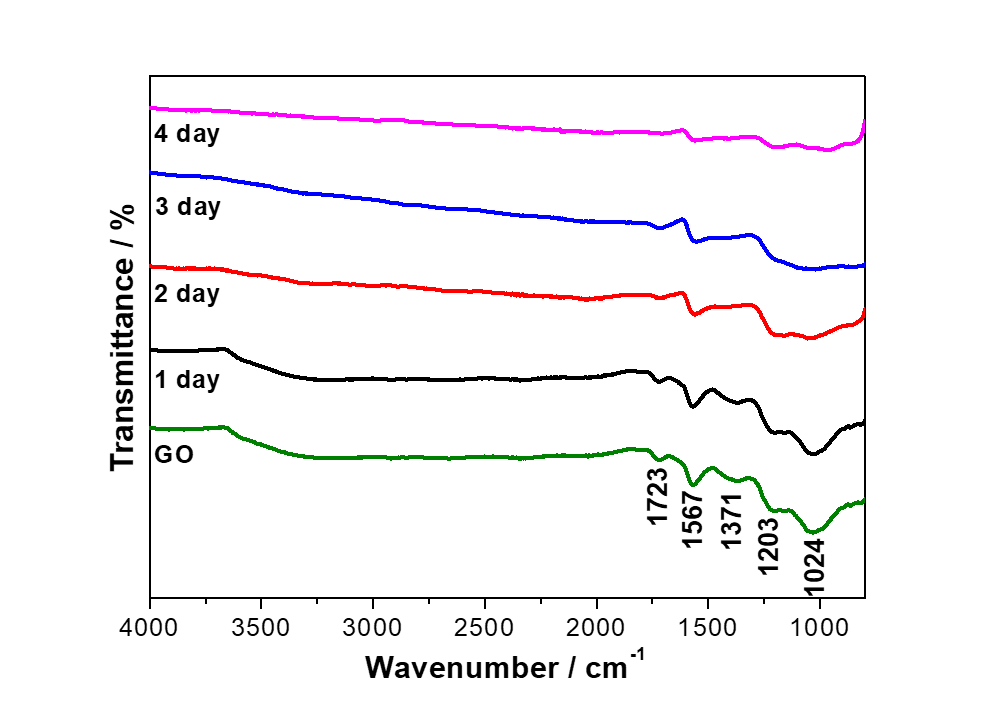 4 day
3 day
2 day
1 day
GO
1723
1567
1371
1203
1024
Transmittance / %
4000 3500 3000 2500 2000 1500 1000
Wavenumber / cm-1